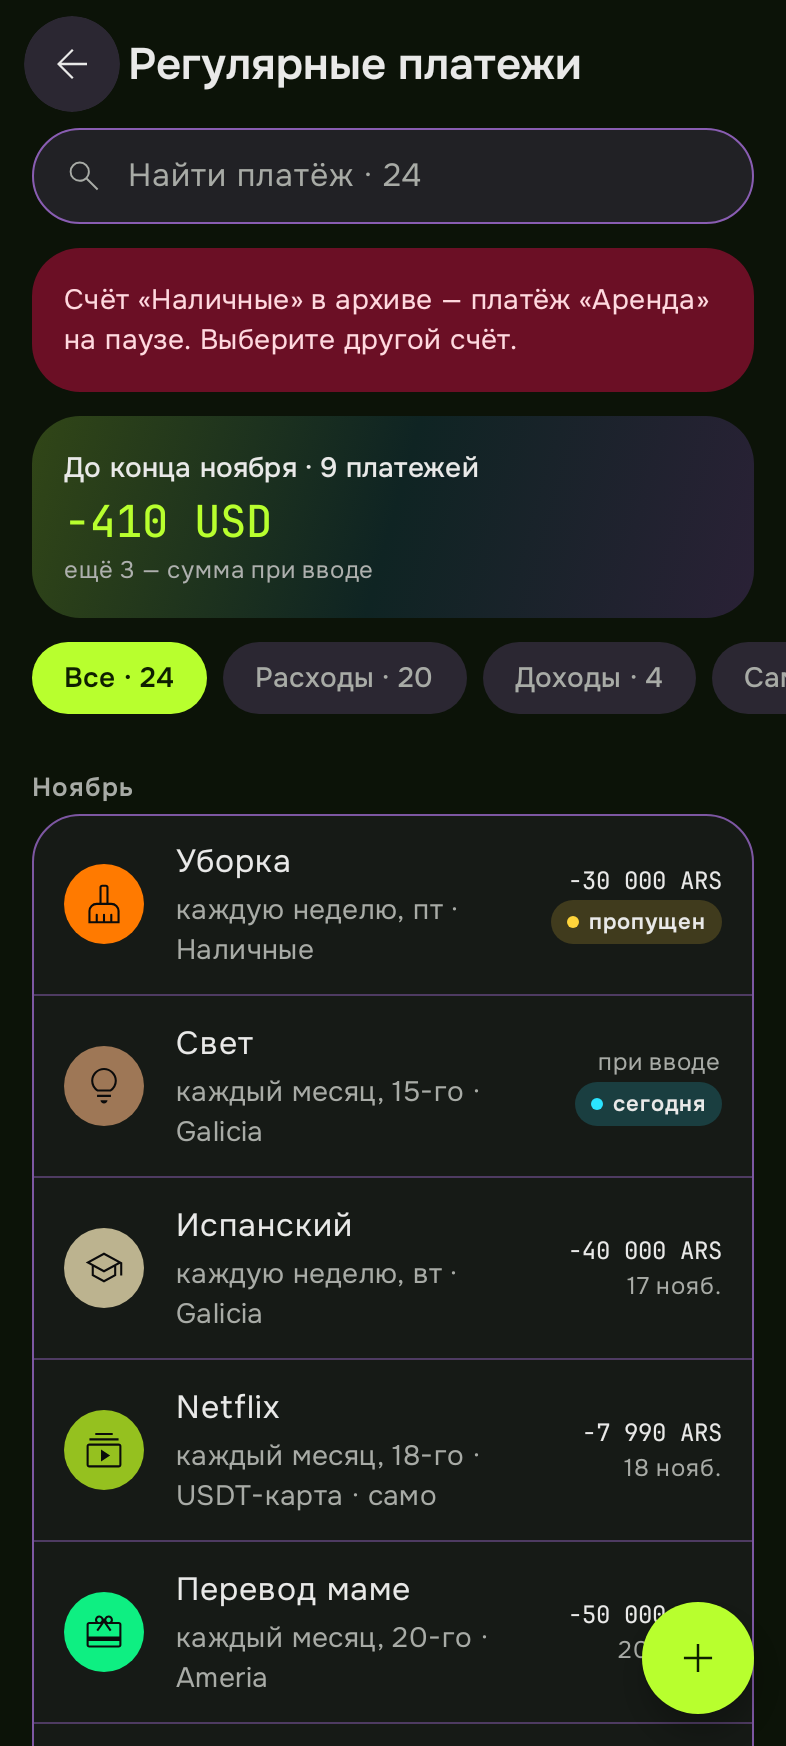 Регулярные платежи
Найти платёж · 24
Счёт «Наличные» в архиве — платёж «Аренда»
на паузе. Выберите другой счёт.
До конца ноября · 9 платежей
-410 USD
ещё 3 — сумма при вводе
Все · 24
Расходы · 20
Доходы · 4
Ноябрь
Уборка
каждую неделю, пт ·
Наличные
-30 000 ARS
пропущен
Свет
каждый месяц, 15-го ·
Galicia
при вводе
сегодня
Испанский
каждую неделю, вт ·
Galicia
-40 000 ARS
17 нояб.
Netflix
каждый месяц, 18-го ·
USDT-карта · само
-7 990 ARS
18 нояб.
Перевод маме
каждый месяц, 20-го ·
Ameria
-50 000
20